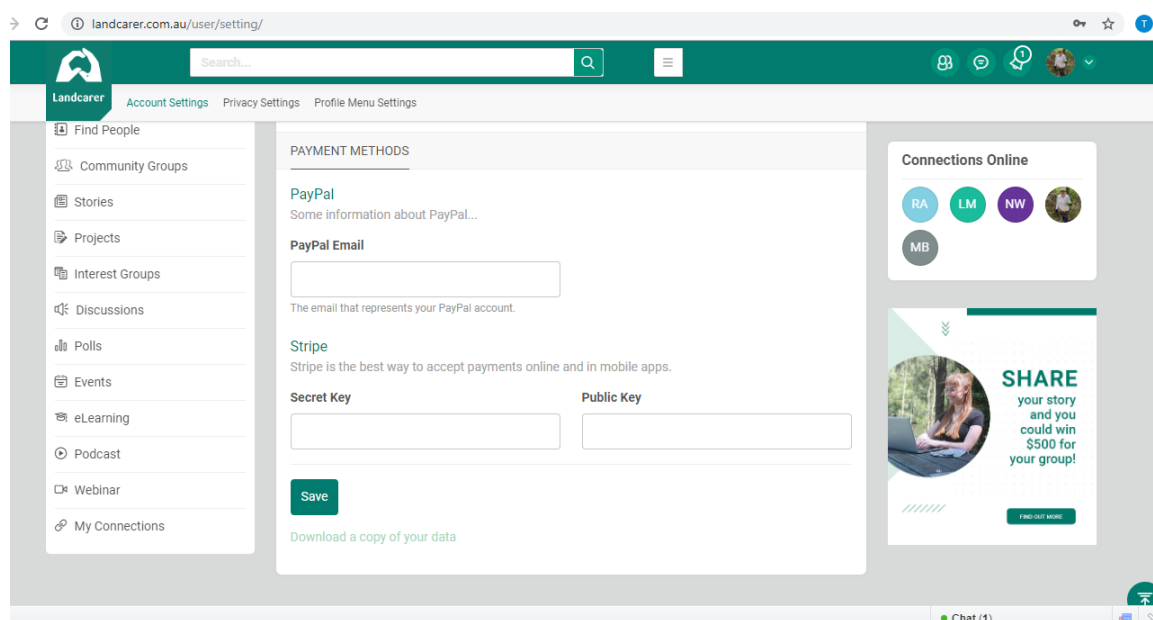 landcarer.com.au/user/setting/
T
Search...
1
Landcarer
Account Settings Privacy Settings Profile Menu Settings
Find People
Community Groups
Stories
Projects
Interest Groups
Discussions
Polls
Events
eLearning
Podcast
Webinar
My Connections
PAYMENT METHODS
PayPal
Some information about PayPal...
PayPal Email
The email that represents your PayPal account.
Stripe
Stripe is the best way to accept payments online and in mobile apps.
Secret Key Public Key
Save
Download a copy of your data
Connections Online
RA LM NW
MB
SHARE
your story
and you
could win
$500 for
your group!
FIND OUT MORE
Chat (1)